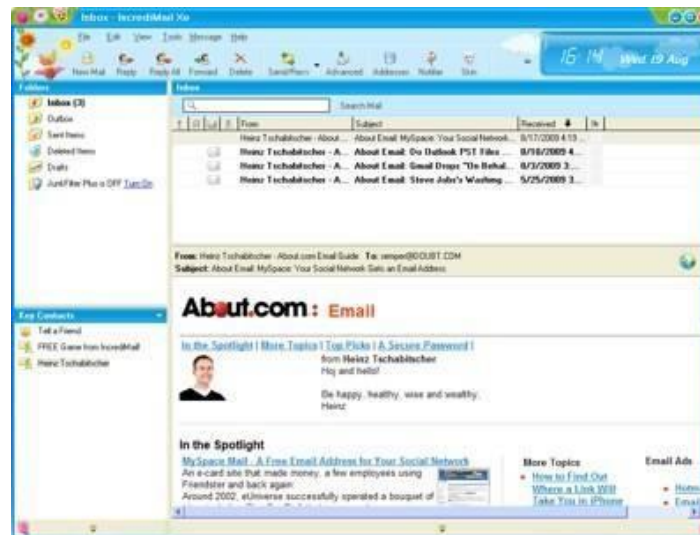 Inbox - IncrediMail Xe
File Edit View Tools Message Help
16:14 Wed 19 Aug
New Mail Reply Reply All Forward Delete Send/Recv Advanced Addresses Notifier Skin
Folders
Inbox (3)
Outbox
Sent Items
Deleted Items
Drafts
JunkFilter Plus is OFF Turn On
Inbox
Search Mail
From Subject Received
Heinz Tschabitscher - About ... About Email: MySpace: Your Social Network... 8/17/2009 4:19 ...
Heinz Tschabitscher - A... About Email: Do Outlook PST Files ... 8/10/2009 4...
Heinz Tschabitscher - A... About Email: Gmail Drops "On Behal... 8/3/2009 3:...
Heinz Tschabitscher - A... About Email: Steve Jobs's Washing ... 5/25/2009 3...
From: Heinz Tschabitscher - About.com Email Guide To: semper@DOUBT.COM
Subject: About Email: MySpace: Your Social Network Gets an Email Address
Key Contacts
Tell a Friend
FREE Game from IncrediMail
Heinz Tschabitscher
About.com : Email
In the Spotlight | More Topics | Top Picks | A Secure Password |
from Heinz Tschabitscher
Hoj and hello!
Be happy, healthy, wise and wealthy,
Heinz
In the Spotlight
MySpace Mail - A Free Email Address for Your Social Network
An e-card site that made money, a few employees using
Friendster and back again:
Around 2002, eUniverse successfully operated a bouquet of
More Topics
How to Find Out
Where a Link Will
Take You in iPhone
Email Ads
Hotm
Email